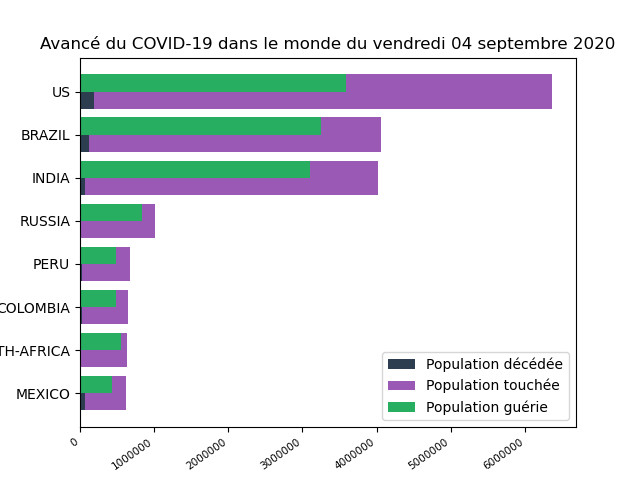 Avancé du COVID-19 dans le monde du vendredi 04 septembre 2020
US
BRAZIL
INDIA
RUSSIA
PERU
COLOMBIA
TH-AFRICA
MEXICO
Population décédée
Population touchée
Population guérie
0
1000000
2000000
3000000
4000000
5000000
6000000